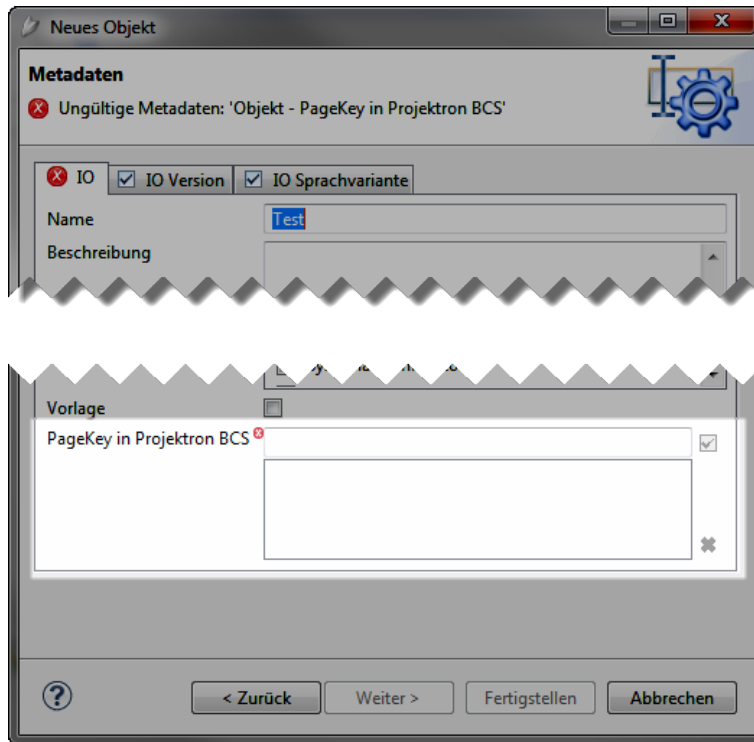 Neues Objekt
Metadaten
Ungültige Metadaten: 'Objekt - PageKey in Projektron BCS'
IO IO Version IO Sprachvariante
Name Test
Beschreibung
Vorlage
PageKey in Projektron BCS
< Zurück Weiter > Fertigstellen Abbrechen